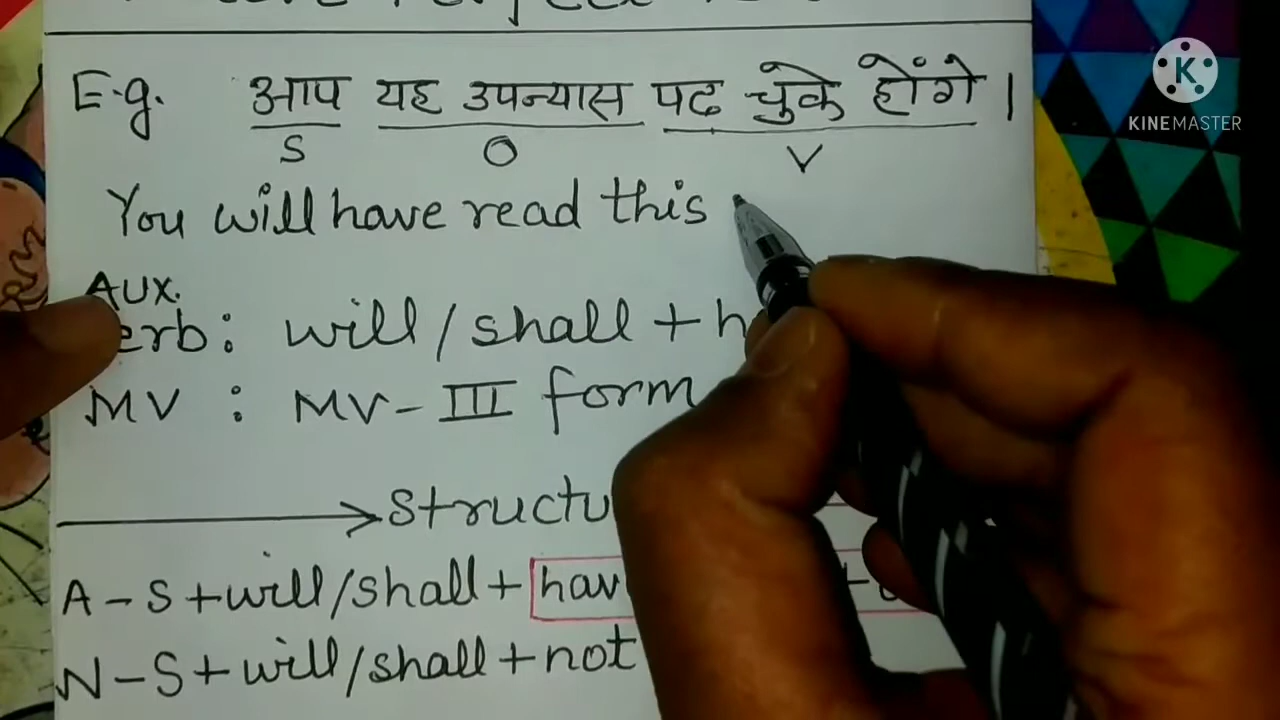 E.g. आप यह उपन्यास पढ चुके होंगे।
S O V
You will have read this
Aux.
erb: will/shall + h
MV : MV-III form
→ Structu
A-S+will/shall+ hav +
N-S+will/shall+not
K
KINEMASTER